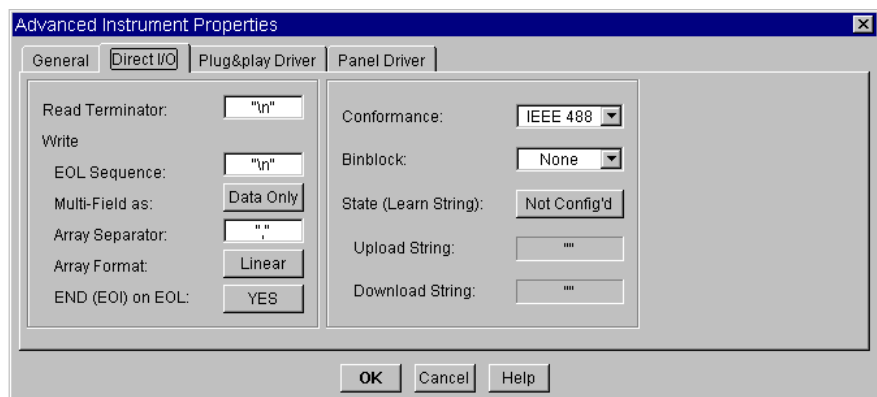 Advanced Instrument Properties
General Direct I/O Plug&play Driver Panel Driver
Read Terminator: "\n"
Write
EOL Sequence: "\n"
Multi-Field as: Data Only
Array Separator: ","
Array Format: Linear
END (EOI) on EOL: YES
Conformance: IEEE 488
Binblock: None
State (Learn String): Not Config'd
Upload String: ""
Download String: ""
OK Cancel Help